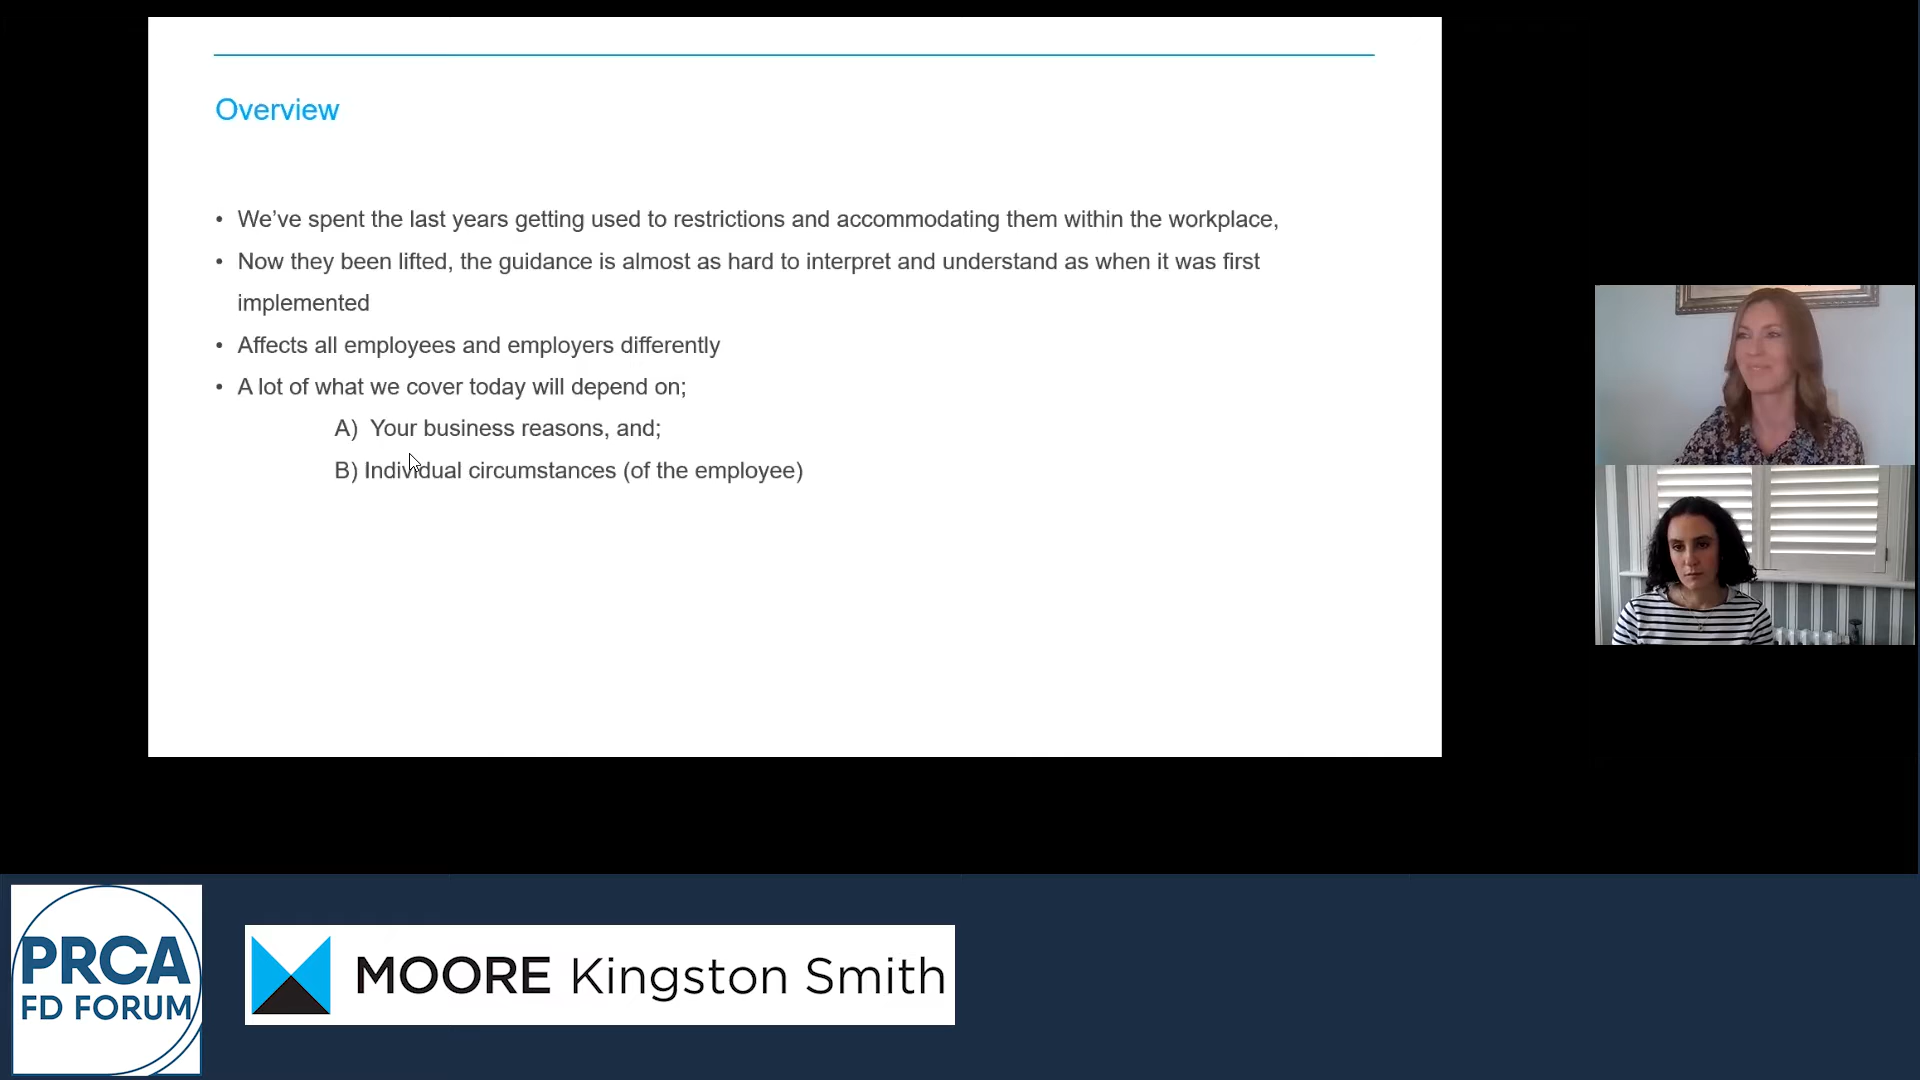 Overview
• We’ve spent the last years getting used to restrictions and accommodating them within the workplace,
• Now they been lifted, the guidance is almost as hard to interpret and understand as when it was first
implemented
• Affects all employees and employers differently
• A lot of what we cover today will depend on;
A) Your business reasons, and;
B) Individual circumstances (of the employee)
PRCA
FD FORUM
MOORE Kingston Smith